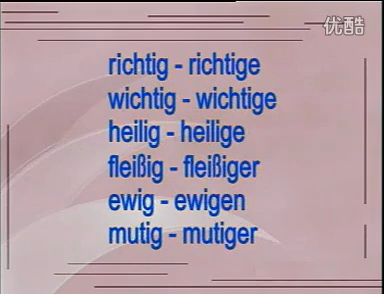 优酷
richtig - richtige
wichtig - wichtige
heilig - heilige
fleißig - fleißiger
ewig - ewigen
mutig - mutiger